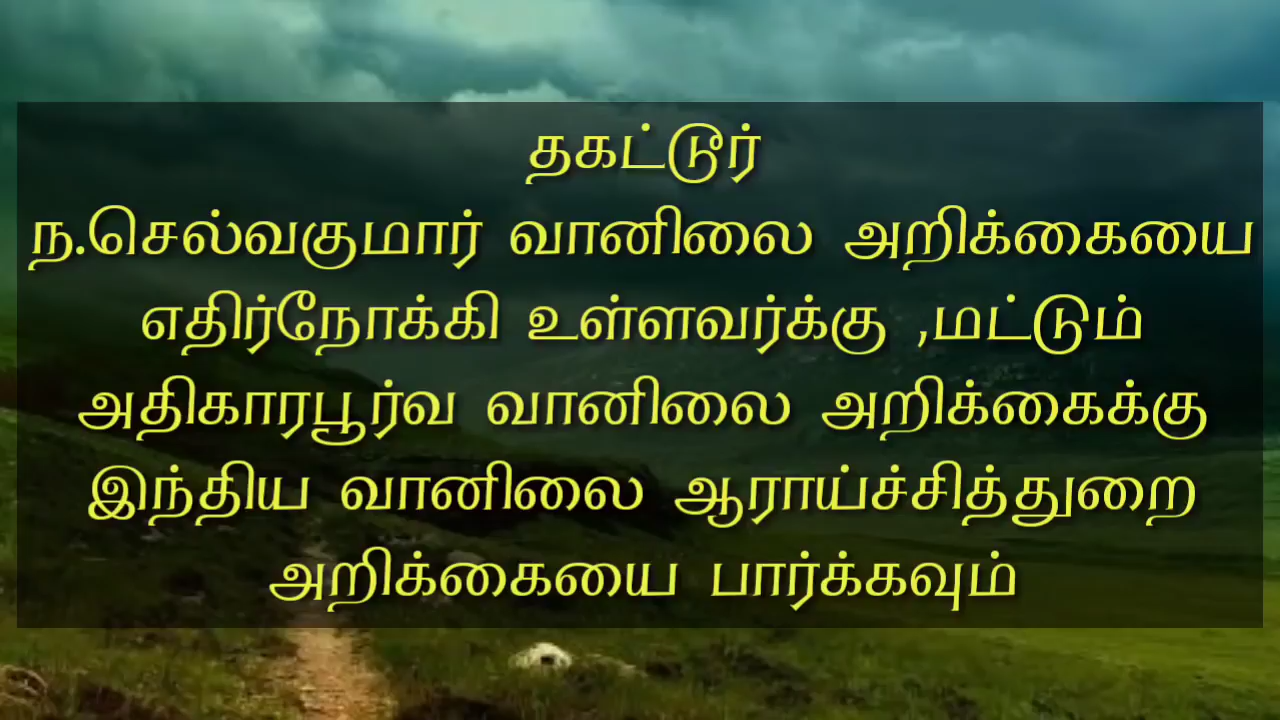 தகட்டூர்
ந.செல்வகுமார் வானிலை அறிக்கையை
எதிர்நோக்கி உள்ளவர்க்கு ,மட்டும்
அதிகாரபூர்வ வானிலை அறிக்கைக்கு
இந்திய வானிலை ஆராய்ச்சித்துறை
அறிக்கையை பார்க்கவும்